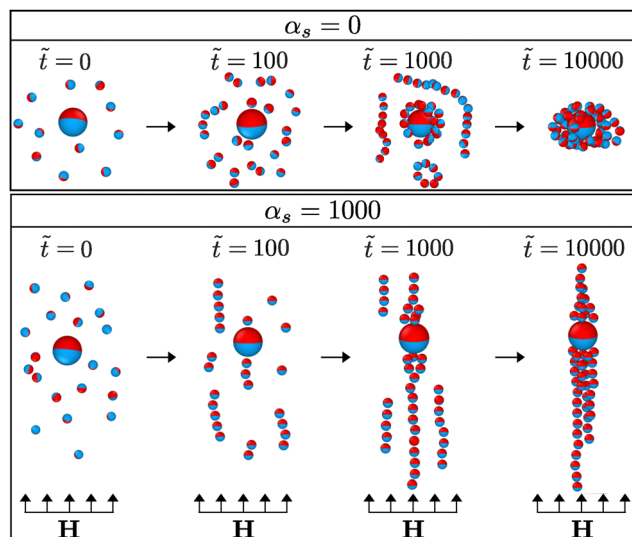 α_s = 0
t̃ = 0 t̃ = 100 t̃ = 1000 t̃ = 10000
α_s = 1000
t̃ = 0 t̃ = 100 t̃ = 1000 t̃ = 10000
H H H H